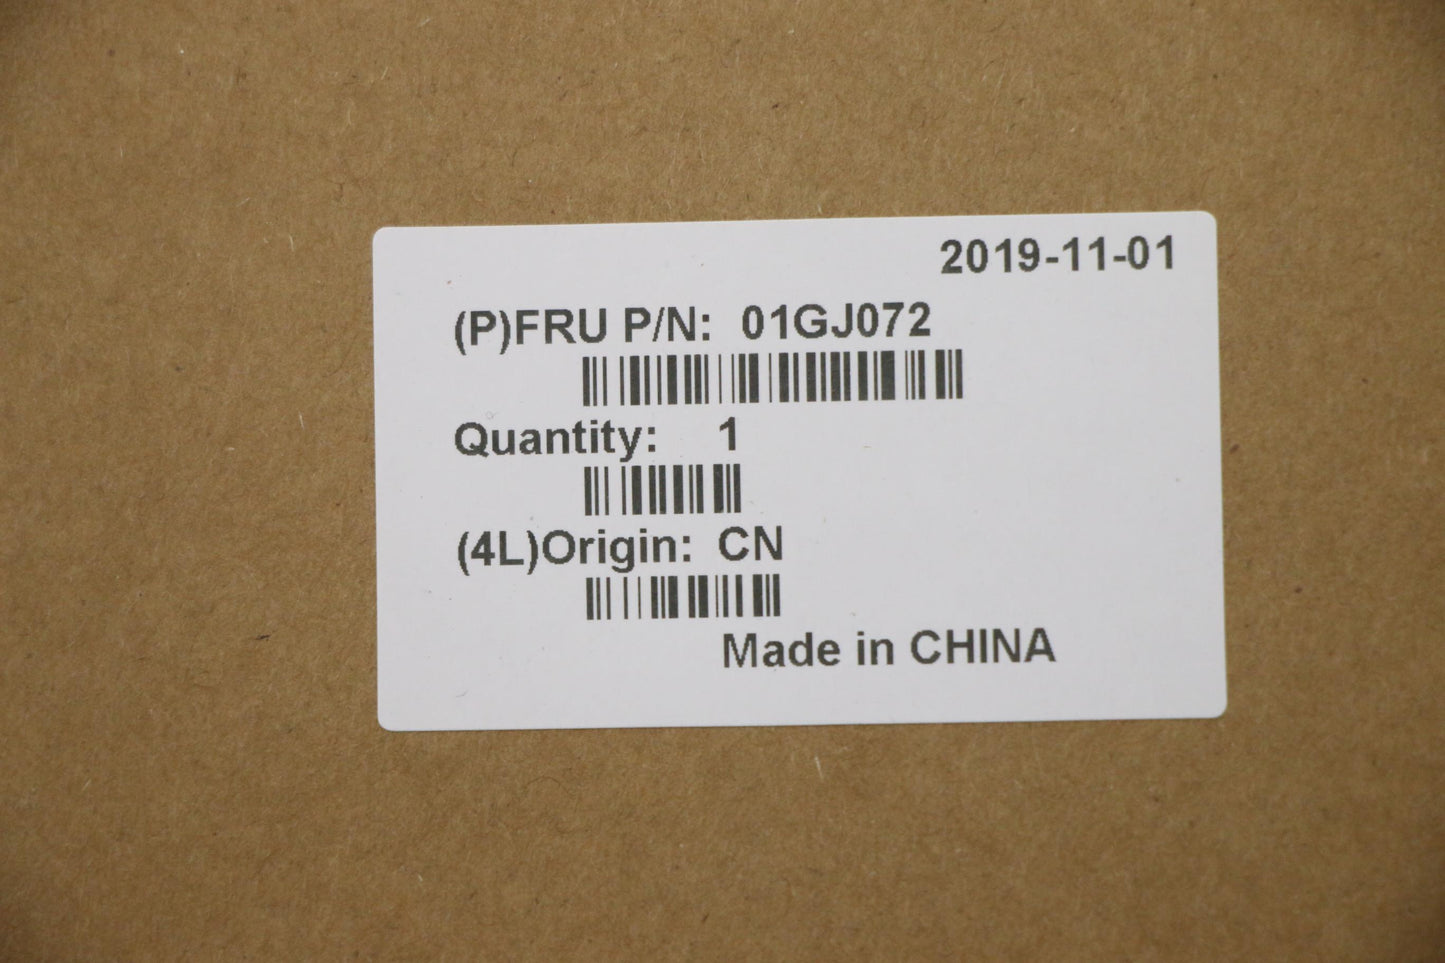 2019-11-01
(P)FRU P/N: 01GJ072
Quantity: 1
(4L)Origin: CN
Made in CHINA